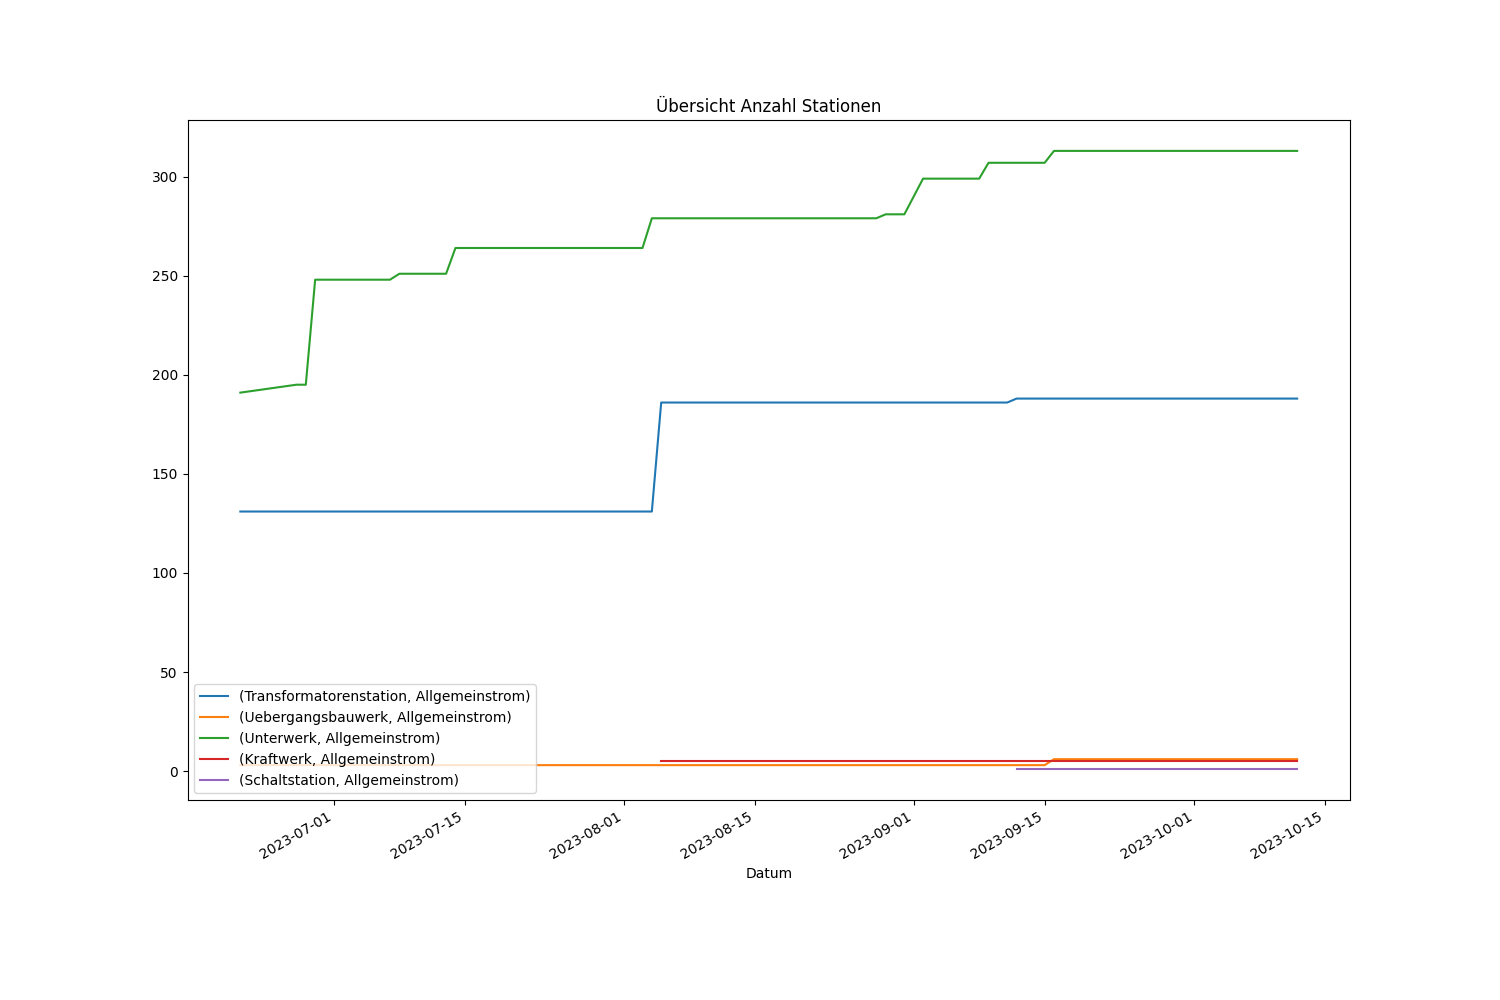 Übersicht Anzahl Stationen
300
250
200
150
100
50
0
(Transformatorenstation, Allgemeinstrom)
(Uebergangsbauwerk, Allgemeinstrom)
(Unterwerk, Allgemeinstrom)
(Kraftwerk, Allgemeinstrom)
(Schaltstation, Allgemeinstrom)
2023-07-01
2023-07-15
2023-08-01
2023-08-15
2023-09-01
2023-09-15
2023-10-01
2023-10-15
Datum